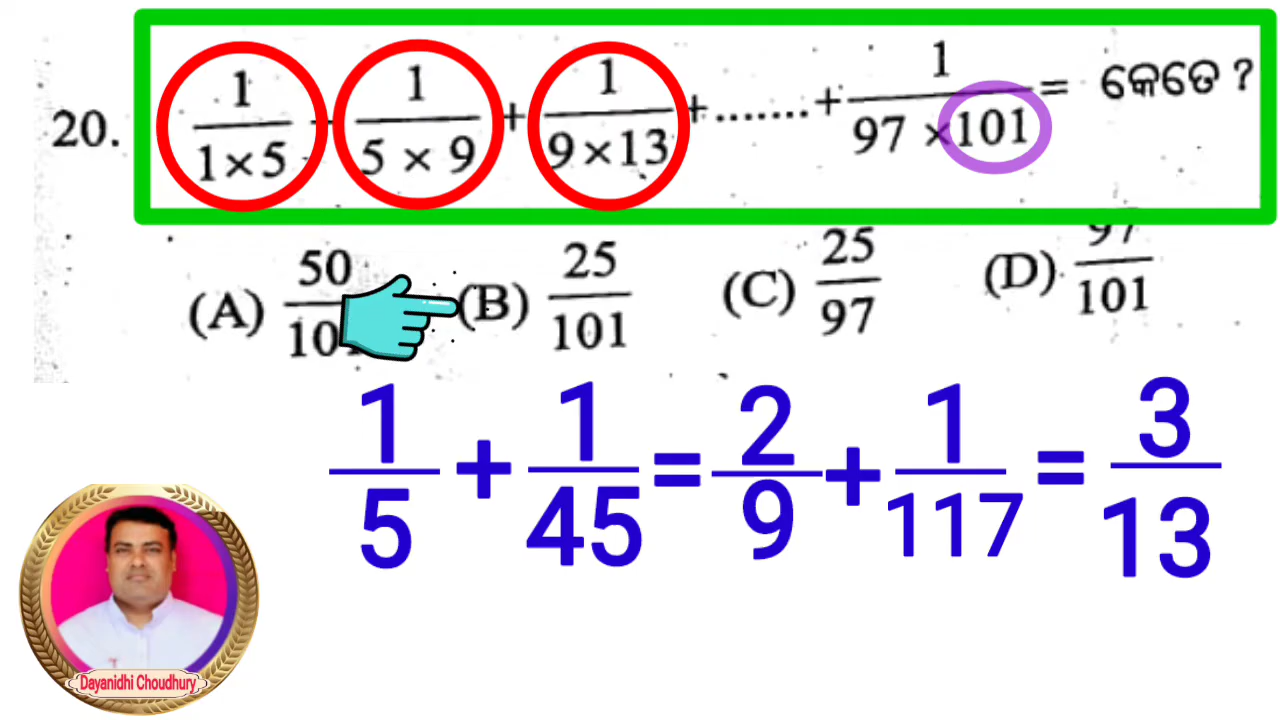 20. 1/(1×5) + 1/(5 × 9) + 1/(9×13) +.......+ 1/(97 ×101) = କେତେ ?
(A) 50/101 (B) 25/101 (C) 25/97 (D) 97/101
1/5 + 1/45 = 2/9 + 1/117 = 3/13
Dayanidhi Choudhury